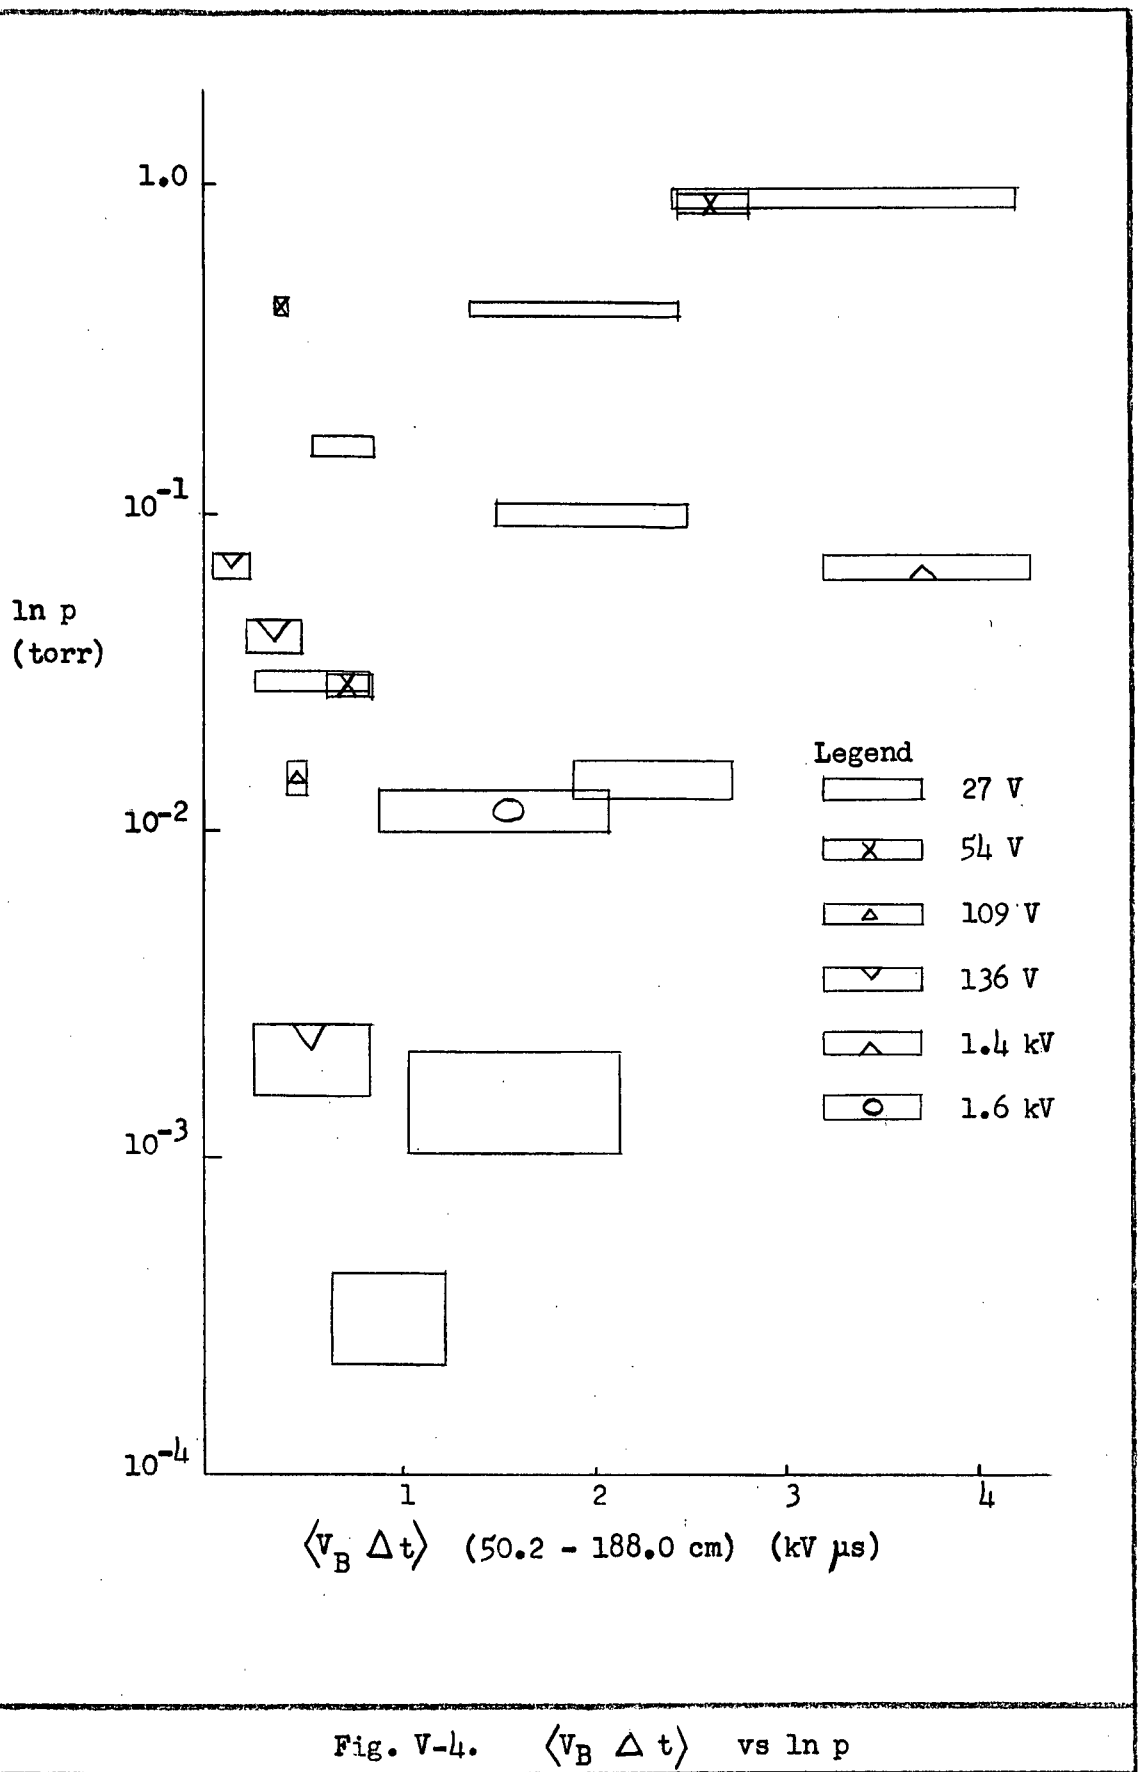 1.0
10⁻¹
ln p
(torr)
10⁻²
10⁻³
10⁻⁴
Legend
27 V
54 V
109 V
136 V
1.4 kV
1.6 kV
1 2 3 4
⟨V_B Δt⟩ (50.2 - 188.0 cm) (kV μs)
Fig. V-4. ⟨V_B Δ t⟩ vs ln p